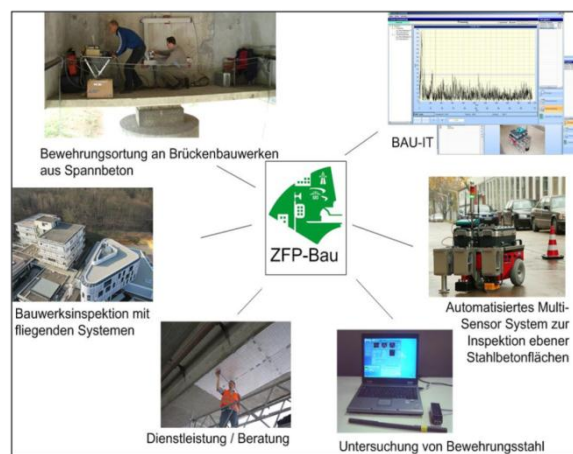 BAU-IT
Bewehrungsortung an Brückenbauwerken
aus Spannbeton
ZFP-Bau
Bauwerksinspektion mit
fliegenden Systemen
Automatisiertes Multi-
Sensor System zur
Inspektion ebener
Stahlbetonflächen
Dienstleistung / Beratung
Untersuchung von Bewehrungsstahl